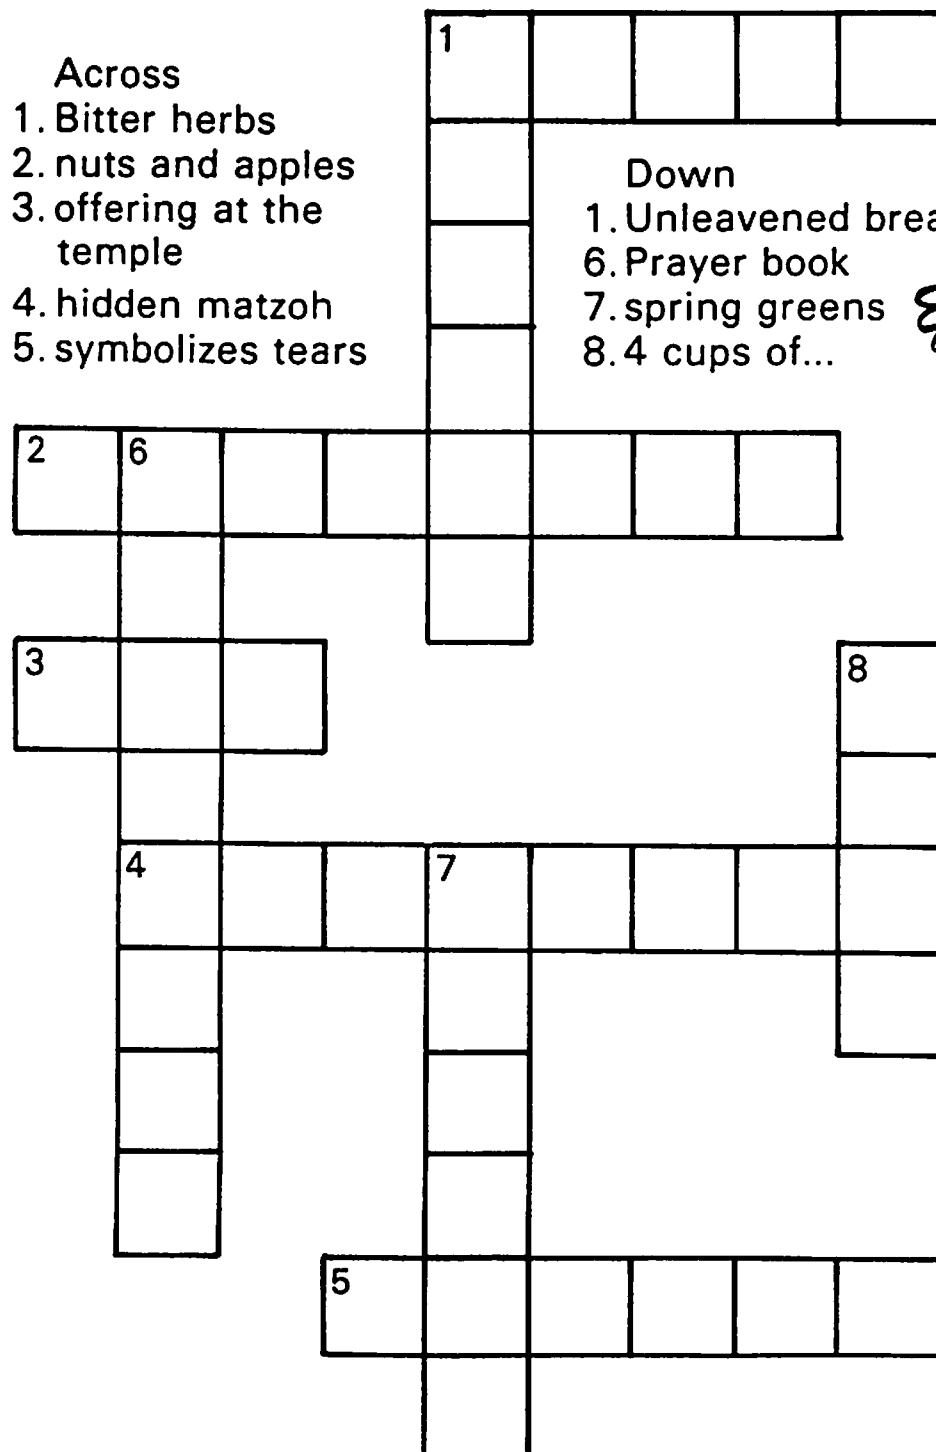 Across
1. Bitter herbs
2. nuts and apples
3. offering at the
temple
4. hidden matzoh
5. symbolizes tears
Down
1. Unleavened brea
6. Prayer book
7. spring greens
8. 4 cups of...
1
2 6
3
8
4 7
5